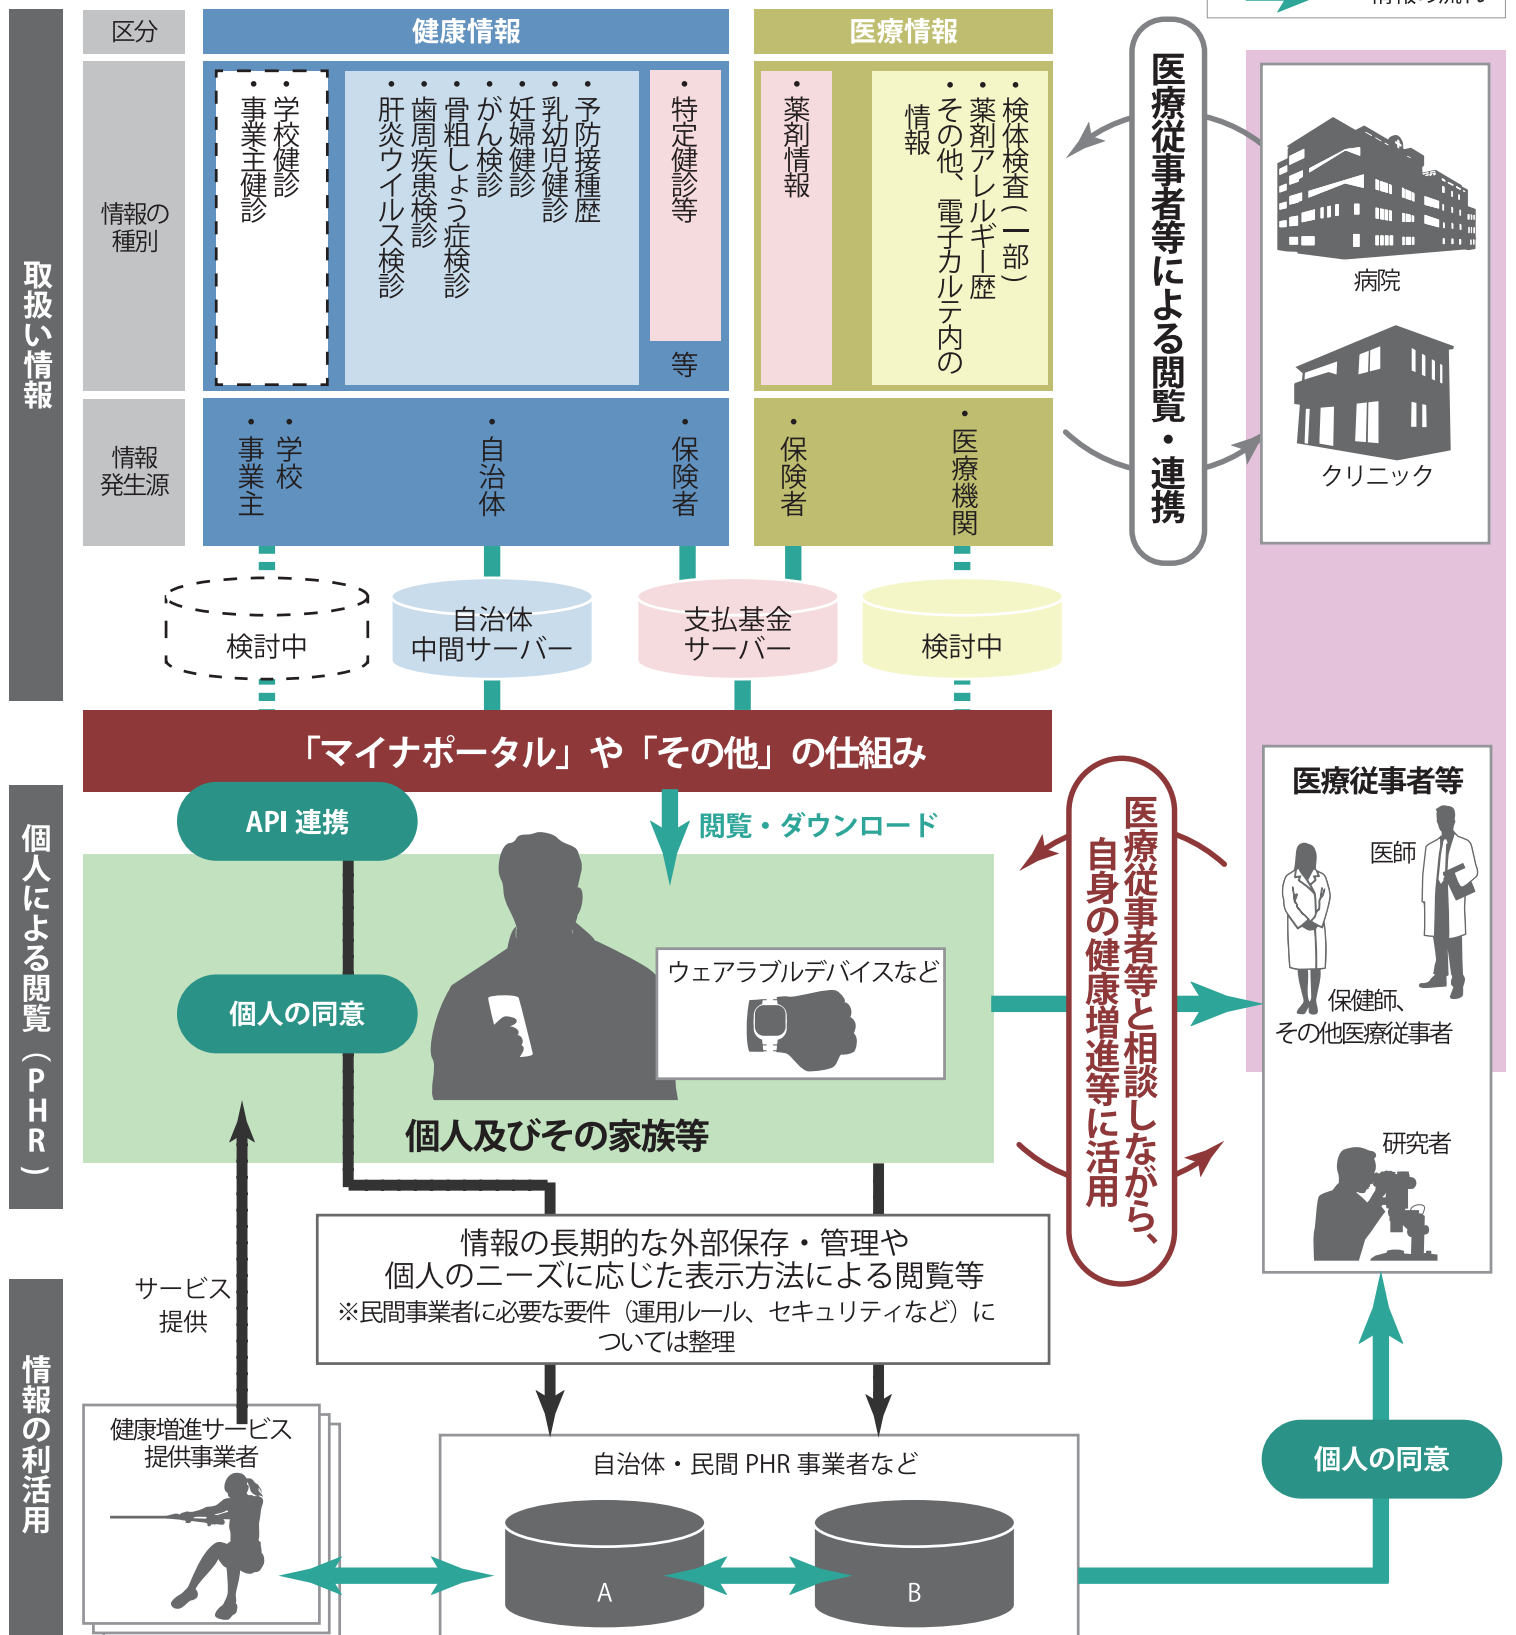 区分
健康情報
医療情報
取扱い情報
情報の
種別
・学校健診
・事業主健診
・予防接種歴
・乳幼児健診
・妊婦健診
・がん検診
・骨粗しょう症検診
・歯周疾患検診
・肝炎ウイルス検診
・特定健診等
等
・薬剤情報
・検体検査(一部)
・薬剤アレルギー歴
・その他、電子カルテ内の
情報
情報
発生源
・学校
・事業主
・自治体
・保険者
・保険者
・医療機関
医療従事者等による閲覧・連携
病院
クリニック
検討中
自治体
中間サーバー
支払基金
サーバー
検討中
「マイナポータル」や「その他」の仕組み
個人による閲覧(PHR)
API 連携
閲覧・ダウンロード
個人の同意
ウェアラブルデバイスなど
個人及びその家族等
医療従事者等と相談しながら、
自身の健康増進等に活用
医療従事者等
医師
保健師、
その他医療従事者
研究者
情報の長期的な外部保存・管理や
個人のニーズに応じた表示方法による閲覧等
※民間事業者に必要な要件（運用ルール、セキュリティなど）に
ついては整理
サービス
提供
情報の利活用
健康増進サービス
提供事業者
自治体・民間 PHR 事業者など
A
B
個人の同意